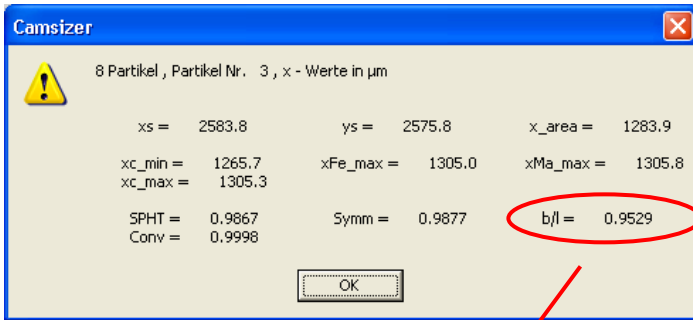 Camsizer
8 Partikel , Partikel Nr. 3 , x - Werte in µm
xs = 2583.8 ys = 2575.8 x_area = 1283.9
xc_min = 1265.7 xFe_max = 1305.0 xMa_max = 1305.8
xc_max = 1305.3
SPHT = 0.9867 Symm = 0.9877 b/l = 0.9529
Conv = 0.9998
OK